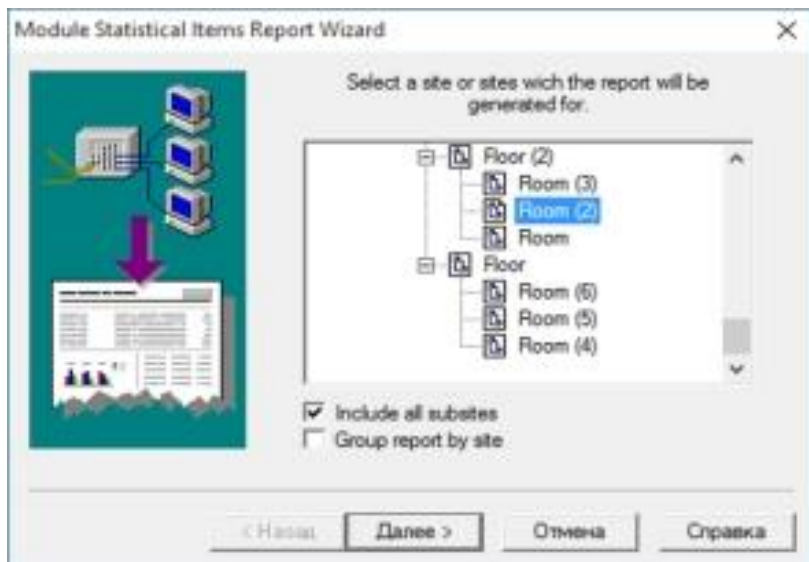 Module Statistical Items Report Wizard
Select a site or sites wich the report will be
generated for.
Floor (2)
Room (3)
Room (2)
Room
Floor
Room (6)
Room (5)
Room (4)
Include all subsites
Group report by site
< Назад
Далее >
Отмена
Справка